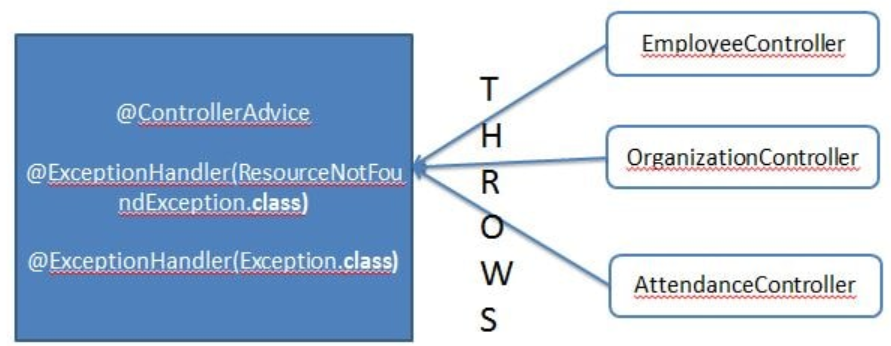 @ControllerAdvice
@ExceptionHandler(ResourceNotFou
ndException.class)
@ExceptionHandler(Exception.class)
T
H
R
O
W
S
EmployeeController
OrganizationController
AttendanceController